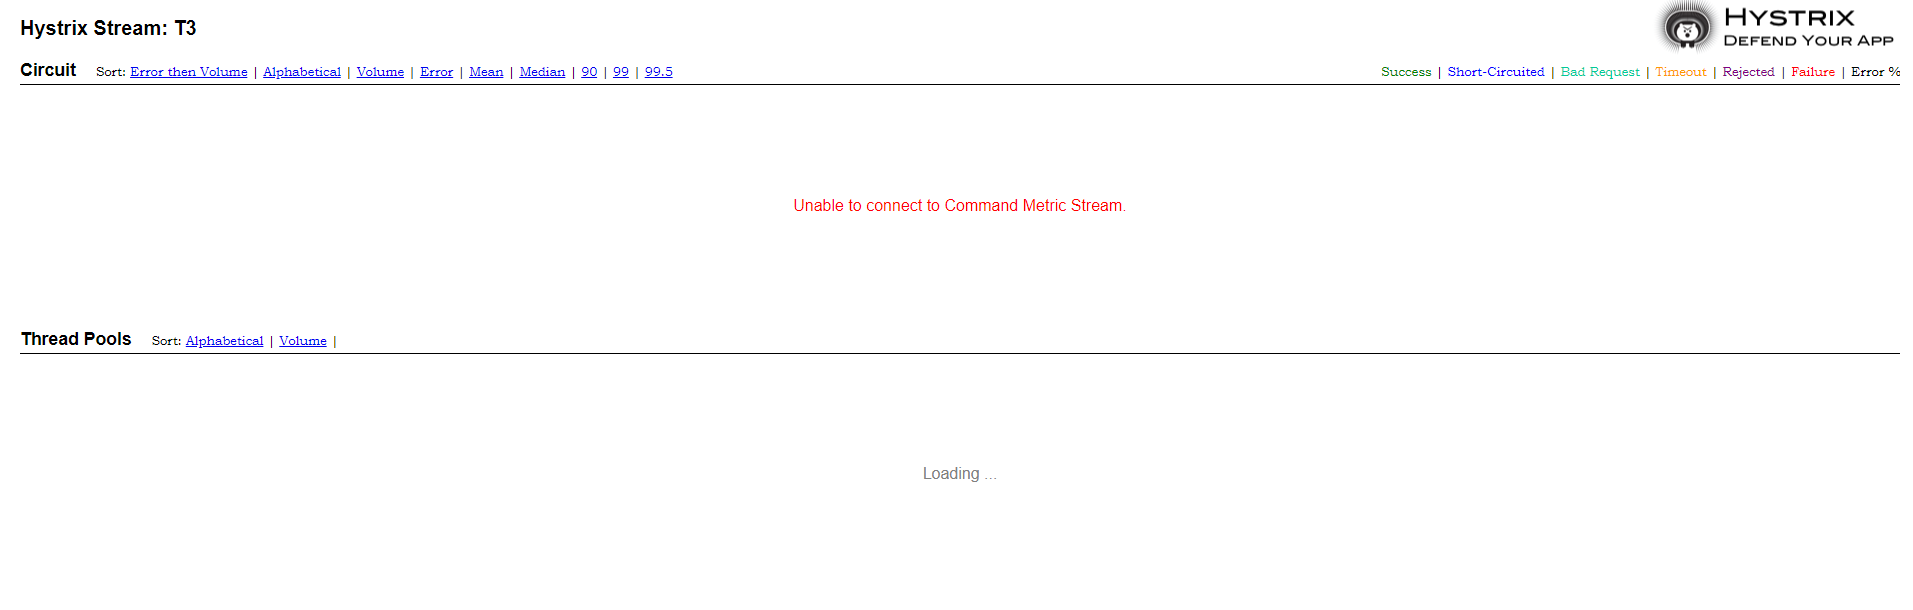 Hystrix Stream: T3
HYSTRIX
DEFEND YOUR APP
Circuit Sort: Error then Volume | Alphabetical | Volume | Error | Mean | Median | 90 | 99 | 99.5
Success | Short-Circuited | Bad Request | Timeout | Rejected | Failure | Error %
Unable to connect to Command Metric Stream.
Thread Pools Sort: Alphabetical | Volume |
Loading ...